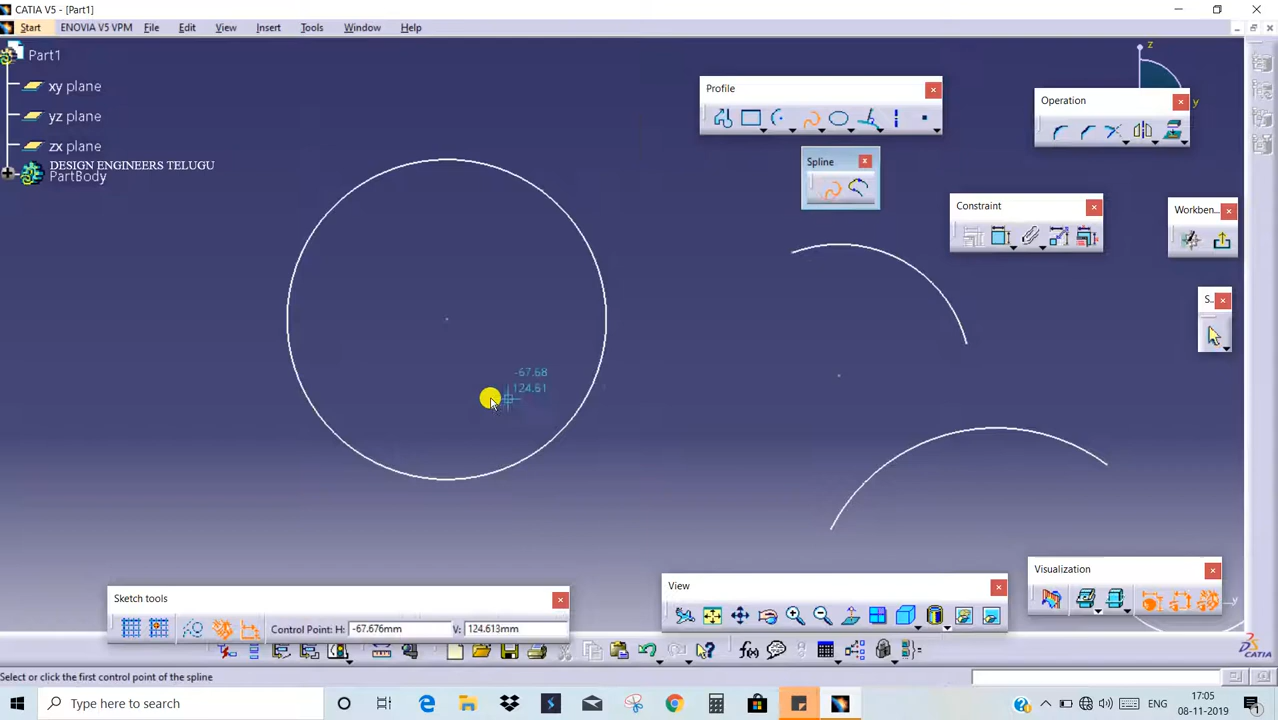 CATIA V5 - [Part1]
Start ENOVIA V5 VPM File Edit View Insert Tools Window Help
Part1
xy plane
yz plane
zx plane
DESIGN ENGINEERS TELUGU
PartBody
z
y
Profile
Operation
Spline
Constraint
Workben...
S...
-67.68
124.61
Visualization
View
Sketch tools
Control Point: H: -67.676mm V: 124.613mm
y
f(x)
CATIA
Select or click the first control point of the spline
Type here to search
ENG
17:05
08-11-2019